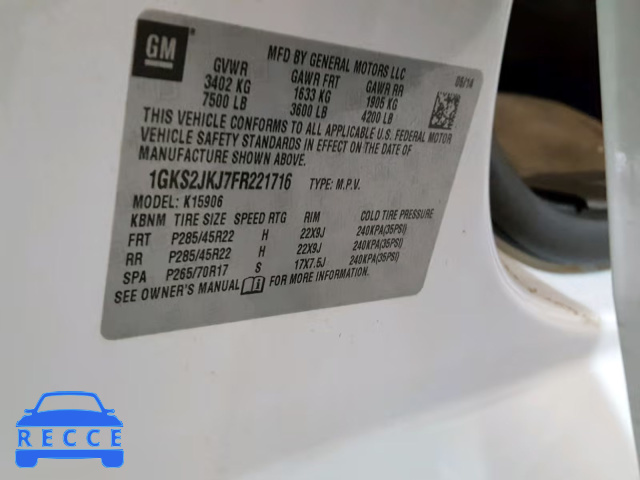 GM
MFD BY GENERAL MOTORS LLC
08/14
GVWR GAWR FRT GAWR RR
3402 KG 1633 KG 1905 KG
7500 LB 3600 LB 4200 LB
THIS VEHICLE CONFORMS TO ALL APPLICABLE U.S. FEDERAL MOTOR
VEHICLE SAFETY STANDARDS IN EFFECT ON THE DATE OF
MANUFACTURE SHOWN ABOVE.
1GKS2JKJ7FR221716 TYPE: M.P.V.
MODEL: K15906
KBNM TIRE SIZE SPEED RTG RIM COLD TIRE PRESSURE
FRT P285/45R22 H 22X9J 240KPA(35PSI)
RR P285/45R22 H 22X9J 240KPA(35PSI)
SPA P265/70R17 S 17X7.5J 240KPA(35PSI)
SEE OWNER'S MANUAL FOR MORE INFORMATION.
RECCE